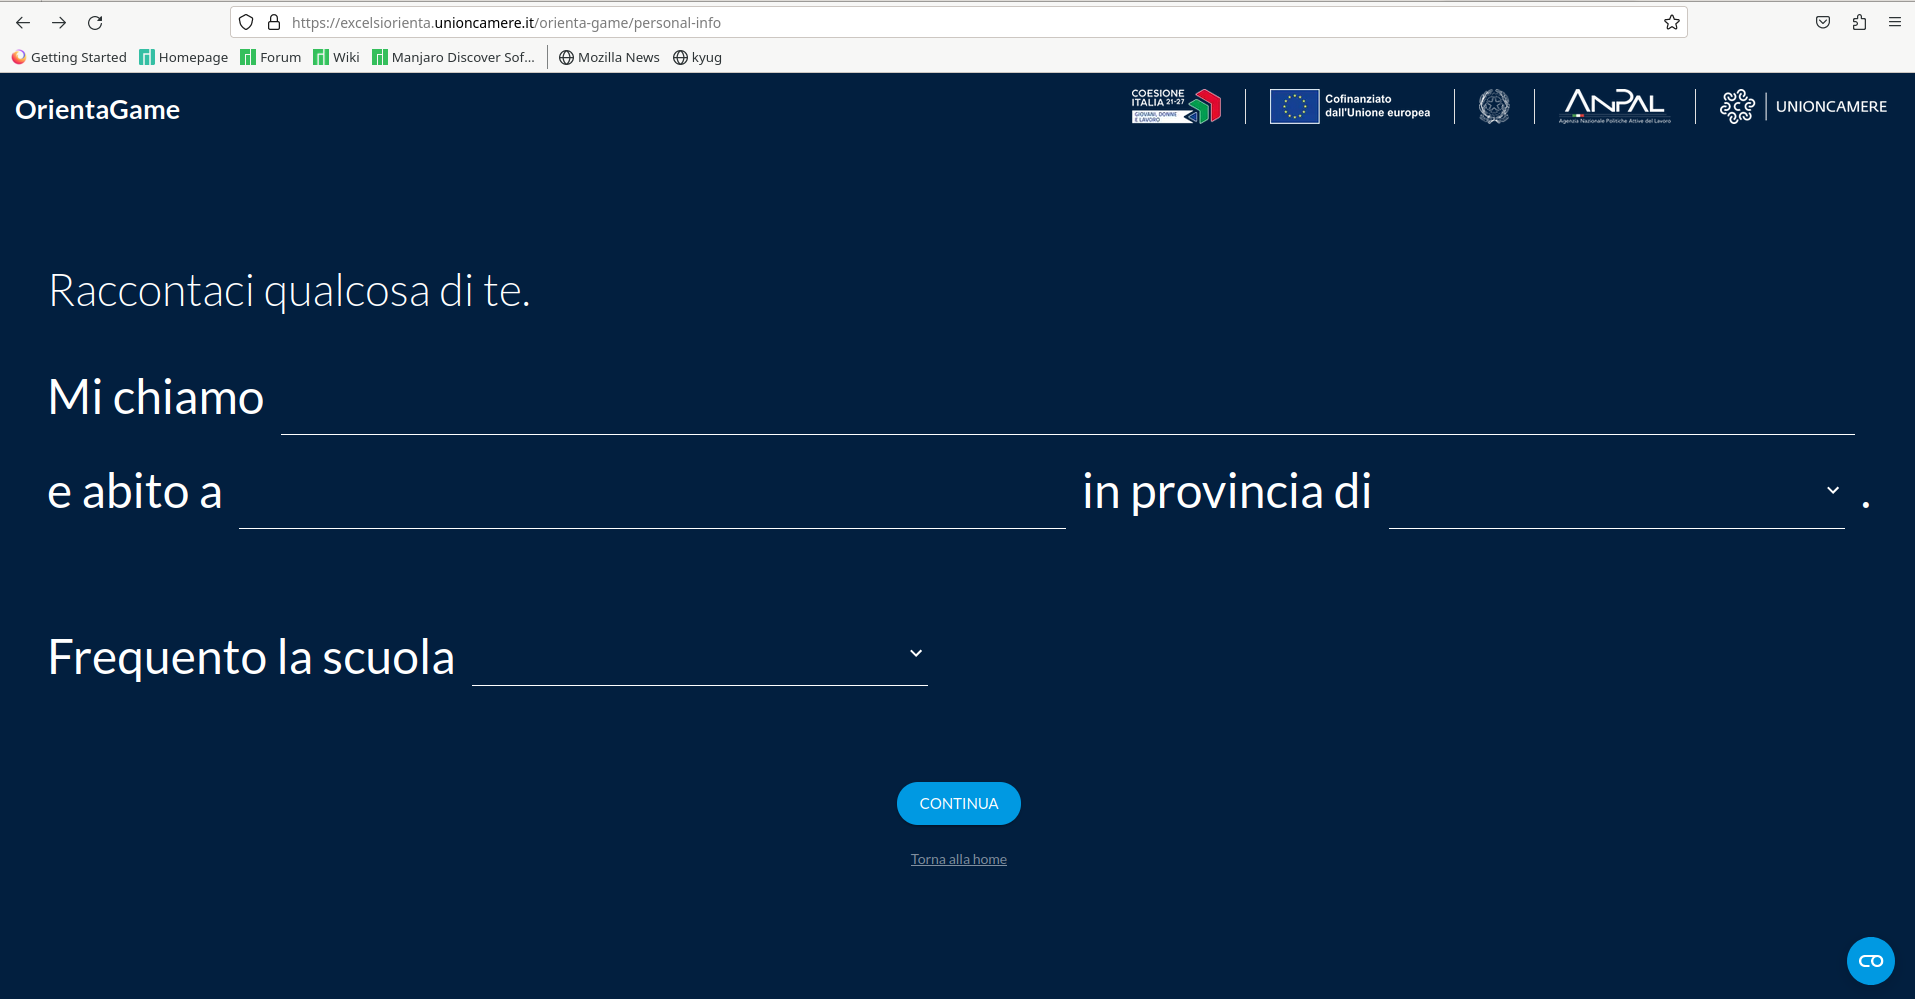 https://excelsiorienta.unioncamere.it/orienta-game/personal-info
Getting Started Homepage Forum Wiki Manjaro Discover Sof... Mozilla News kyug
OrientaGame
COESIONE
ITALIA 21-27
GIOVANI, DONNE
E LAVORO
Cofinanziato
dall'Unione europea
ANPAL
Agenzia Nazionale Politiche Attive del Lavoro
UNIONCAMERE
Raccontaci qualcosa di te.
Mi chiamo
e abito a in provincia di .
Frequento la scuola
CONTINUA
Torna alla home